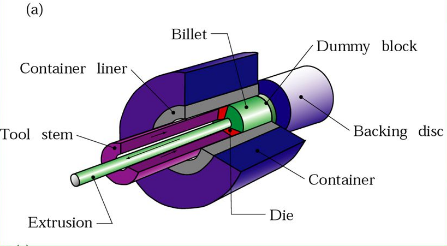 (a)
Billet
Dummy block
Container liner
Tool stem
Backing disc
Container
Die
Extrusion